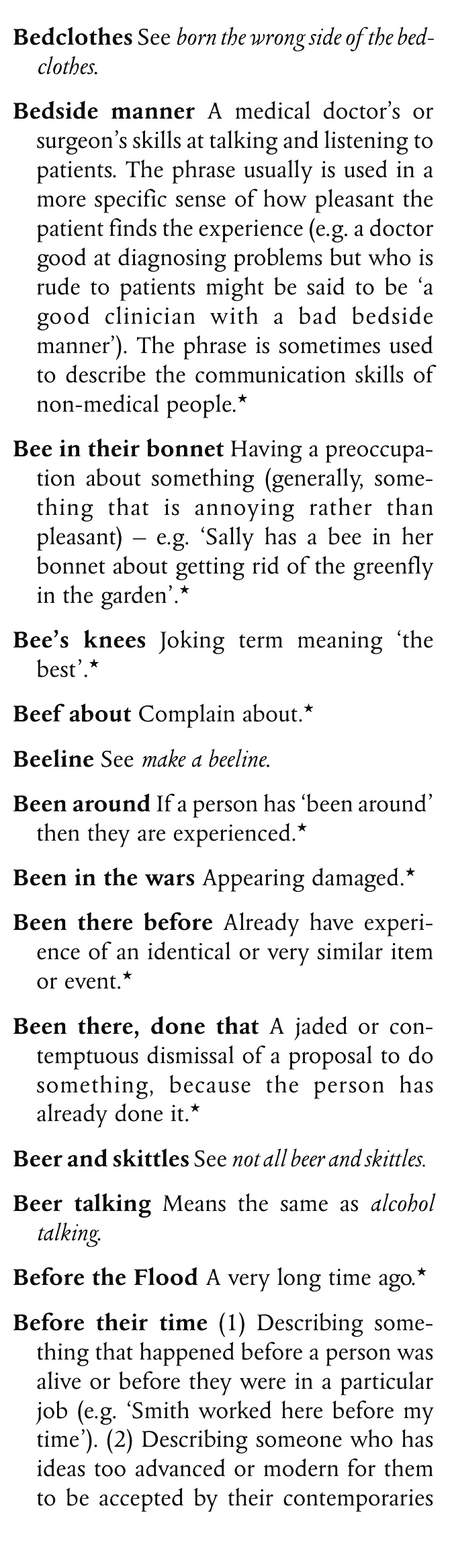 Bedclothes See born the wrong side of the bed-
clothes.
Bedside manner A medical doctor’s or
surgeon’s skills at talking and listening to
patients. The phrase usually is used in a
more specific sense of how pleasant the
patient finds the experience (e.g. a doctor
good at diagnosing problems but who is
rude to patients might be said to be ‘a
good clinician with a bad bedside
manner’). The phrase is sometimes used
to describe the communication skills of
non-medical people.★
Bee in their bonnet Having a preoccupa-
tion about something (generally, some-
thing that is annoying rather than
pleasant) – e.g. ‘Sally has a bee in her
bonnet about getting rid of the greenfly
in the garden’.★
Bee’s knees Joking term meaning ‘the
best’.★
Beef about Complain about.★
Beeline See make a beeline.
Been around If a person has ‘been around’
then they are experienced.★
Been in the wars Appearing damaged.★
Been there before Already have experi-
ence of an identical or very similar item
or event.★
Been there, done that A jaded or con-
temptuous dismissal of a proposal to do
something, because the person has
already done it.★
Beer and skittles See not all beer and skittles.
Beer talking Means the same as alcohol
talking.
Before the Flood A very long time ago.★
Before their time (1) Describing some-
thing that happened before a person was
alive or before they were in a particular
job (e.g. ‘Smith worked here before my
time’). (2) Describing someone who has
ideas too advanced or modern for them
to be accepted by their contemporaries